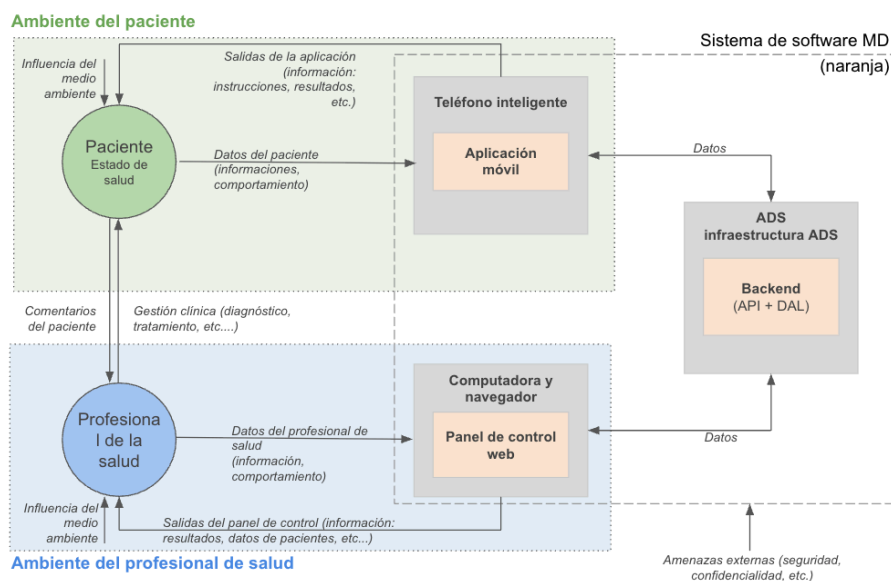 Ambiente del paciente
Sistema de software MD
(naranja)
Influencia del
medio
ambiente
Salidas de la aplicación
(información:
instrucciones, resultados,
etc.)
Teléfono inteligente
Aplicación
móvil
Paciente
Estado de
salud
Datos del paciente
(informaciones,
comportamiento)
Datos
ADS
infraestructura ADS
Backend
(API + DAL)
Comentarios
del paciente
Gestión clínica (diagnóstico,
tratamiento, etc....)
Computadora y
navegador
Panel de control
web
Profesiona
l de la
salud
Datos del profesional de
salud
(información,
comportamiento)
Datos
Influencia del
medio
ambiente
Salidas del panel de control (información:
resultados, datos de pacientes, etc...)
Ambiente del profesional de salud
Amenazas externas (seguridad,
confidencialidad, etc.)